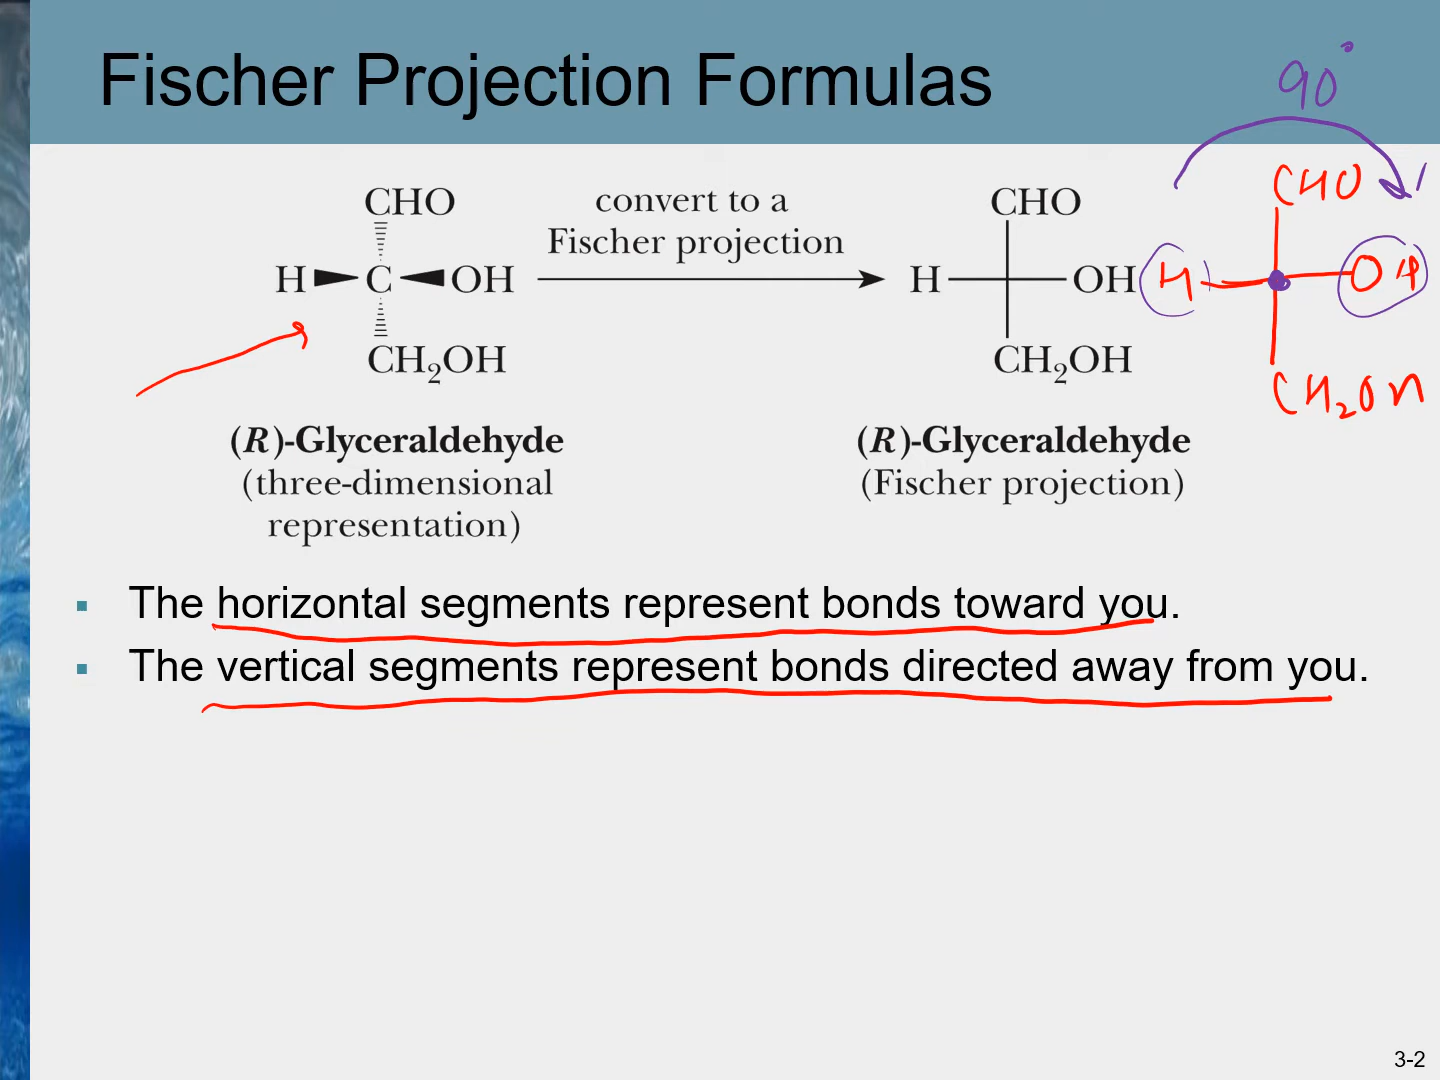 Fischer Projection Formulas
90°
CHO
convert to a
Fischer projection
CHO
CHO
H C OH
H OH
H OH
CH₂OH
CH₂OH
CH₂OH
(R)-Glyceraldehyde
(three-dimensional
representation)
(R)-Glyceraldehyde
(Fischer projection)
▪ The horizontal segments represent bonds toward you.
▪ The vertical segments represent bonds directed away from you.
3-2